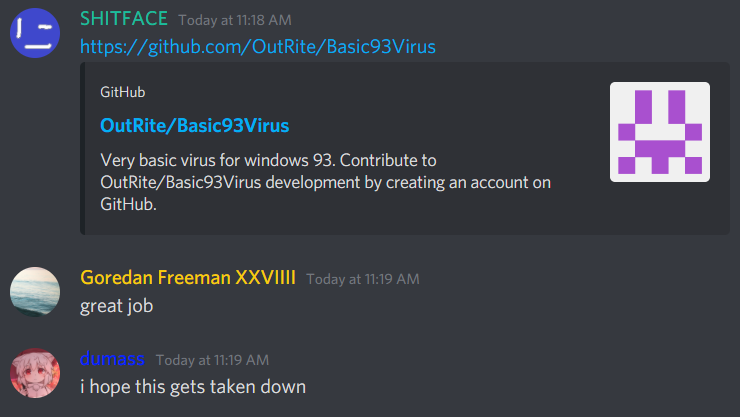 SHITFACE Today at 11:18 AM
https://github.com/OutRite/Basic93Virus
GitHub
OutRite/Basic93Virus
Very basic virus for windows 93. Contribute to
OutRite/Basic93Virus development by creating an account on
GitHub.
Goredan Freeman XXVIIII Today at 11:19 AM
great job
dumass Today at 11:19 AM
i hope this gets taken down